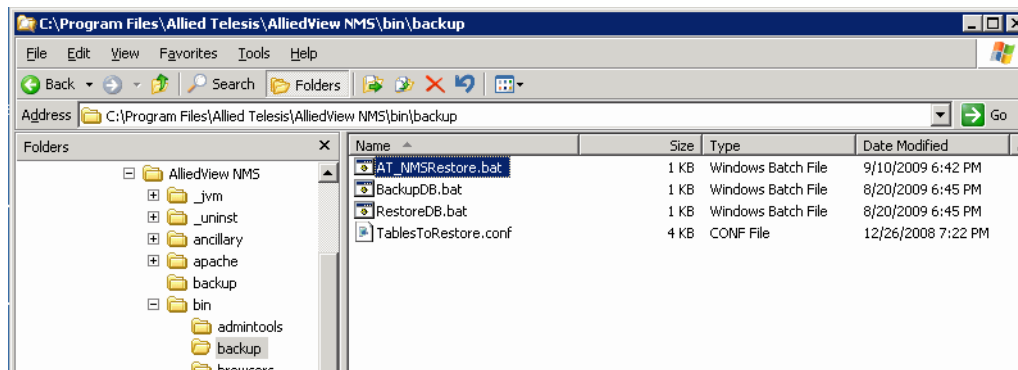 C:\Program Files\Allied Telesis\AlliedView NMS\bin\backup
File Edit View Favorites Tools Help
Back Search Folders
Address C:\Program Files\Allied Telesis\AlliedView NMS\bin\backup Go
Folders x Name Size Type Date Modified
AlliedView NMS AT_NMSRestore.bat 1 KB Windows Batch File 9/10/2009 6:42 PM
_jvm BackupDB.bat 1 KB Windows Batch File 8/20/2009 6:45 PM
_uninst RestoreDB.bat 1 KB Windows Batch File 8/20/2009 6:45 PM
ancillary TablesToRestore.conf 4 KB CONF File 12/26/2008 7:22 PM
apache
backup
bin
admintools
backup
browsers